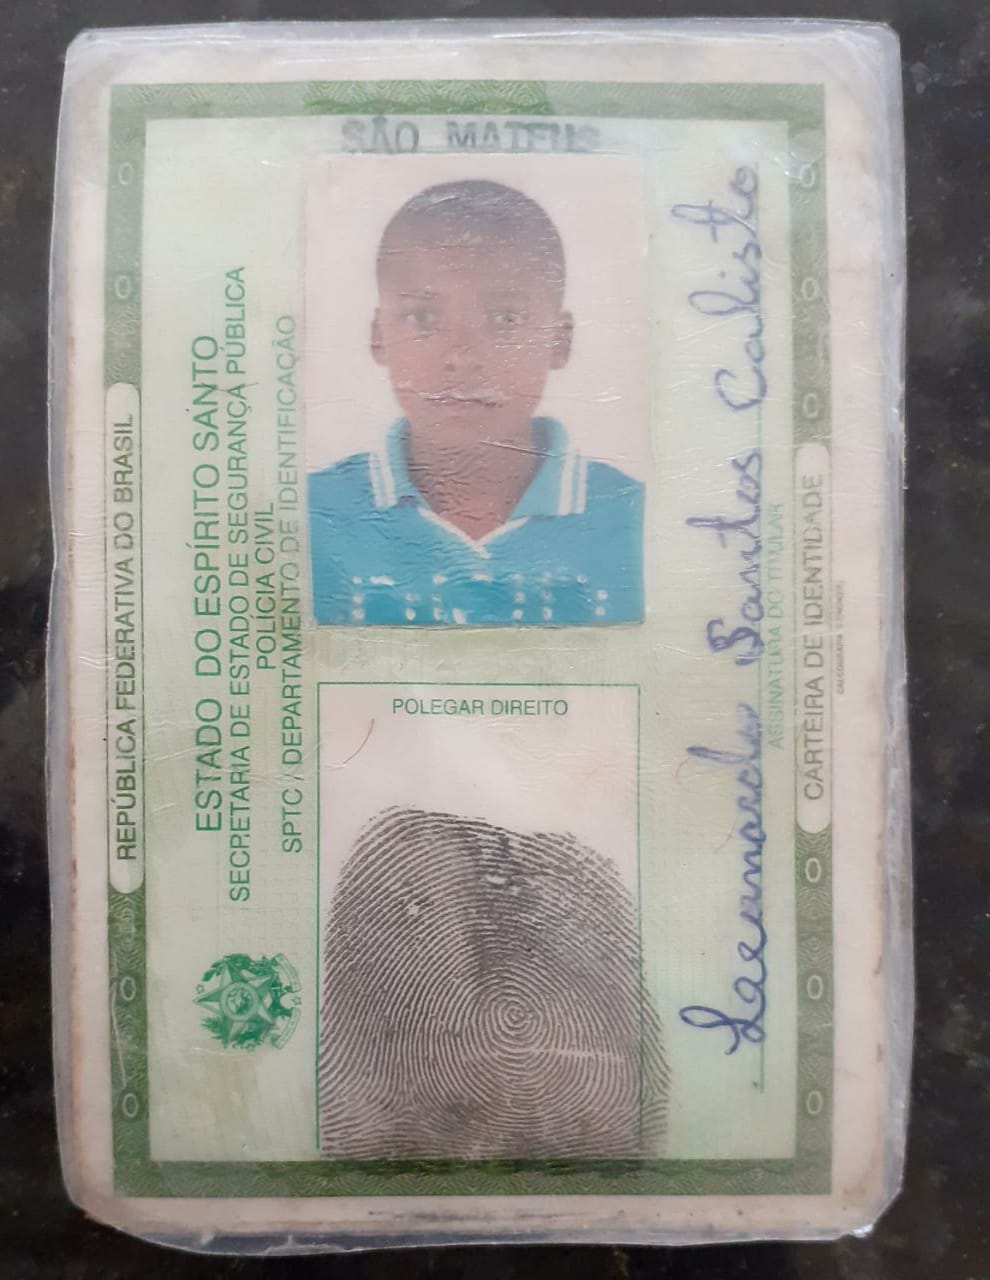 REPÚBLICA FEDERATIVA DO BRASIL
ESTADO DO ESPÍRITO SANTO
SECRETARIA DE ESTADO DE SEGURANÇA PÚBLICA
POLÍCIA CIVIL
SPTC / DEPARTAMENTO DE IDENTIFICAÇÃO
SÃO MATEUS
POLEGAR DIREITO
Santos Calisto
ASSINATURA DO TITULAR
CARTEIRA DE IDENTIDADE